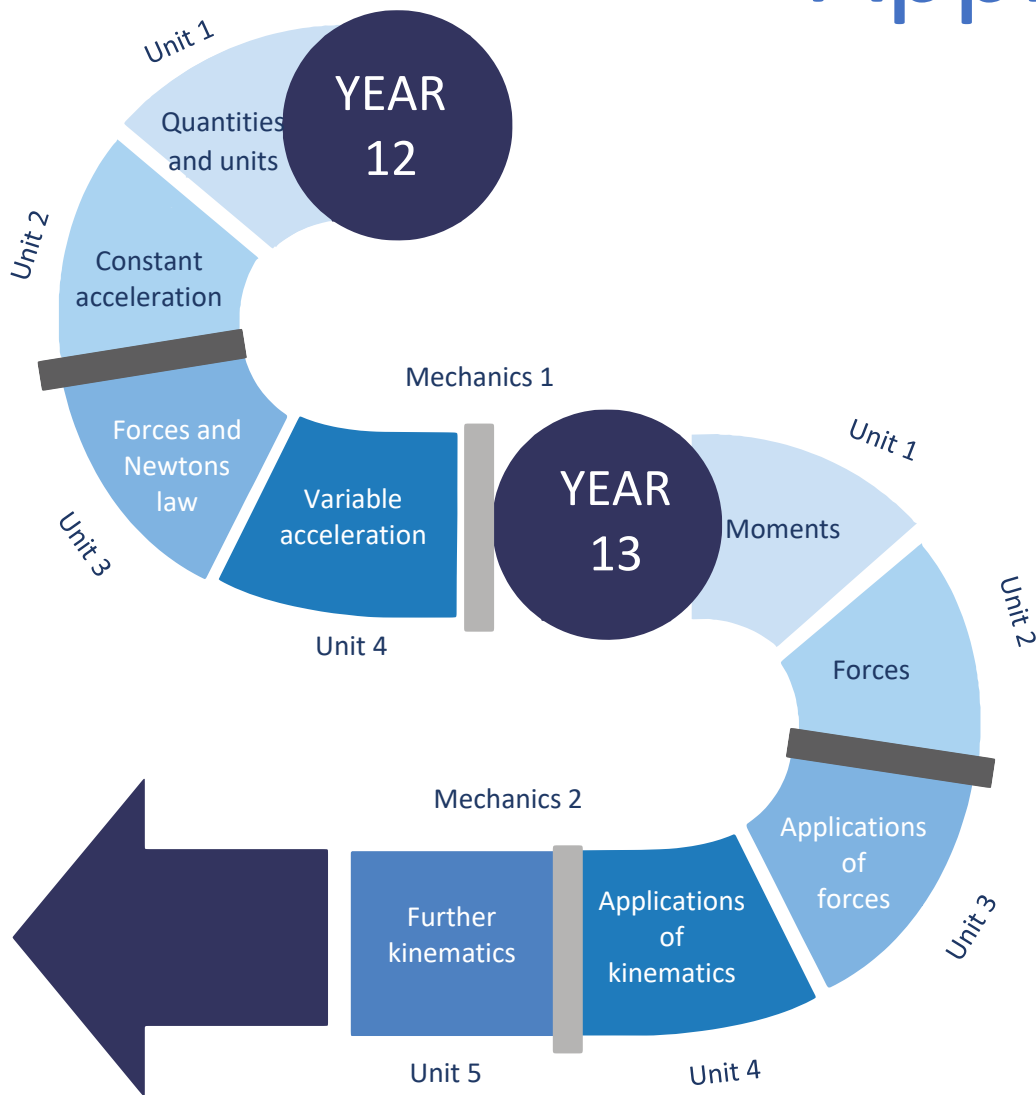 Unit 1
YEAR
12
Quantities
and units
Unit 2
Constant
acceleration
Mechanics 1
Forces and
Newtons
law
Unit 3
Variable
acceleration
Unit 4
YEAR
13
Moments
Unit 1
Forces
Unit 2
Applications
of
forces
Unit 3
Mechanics 2
Applications
of
kinematics
Unit 4
Further
kinematics
Unit 5